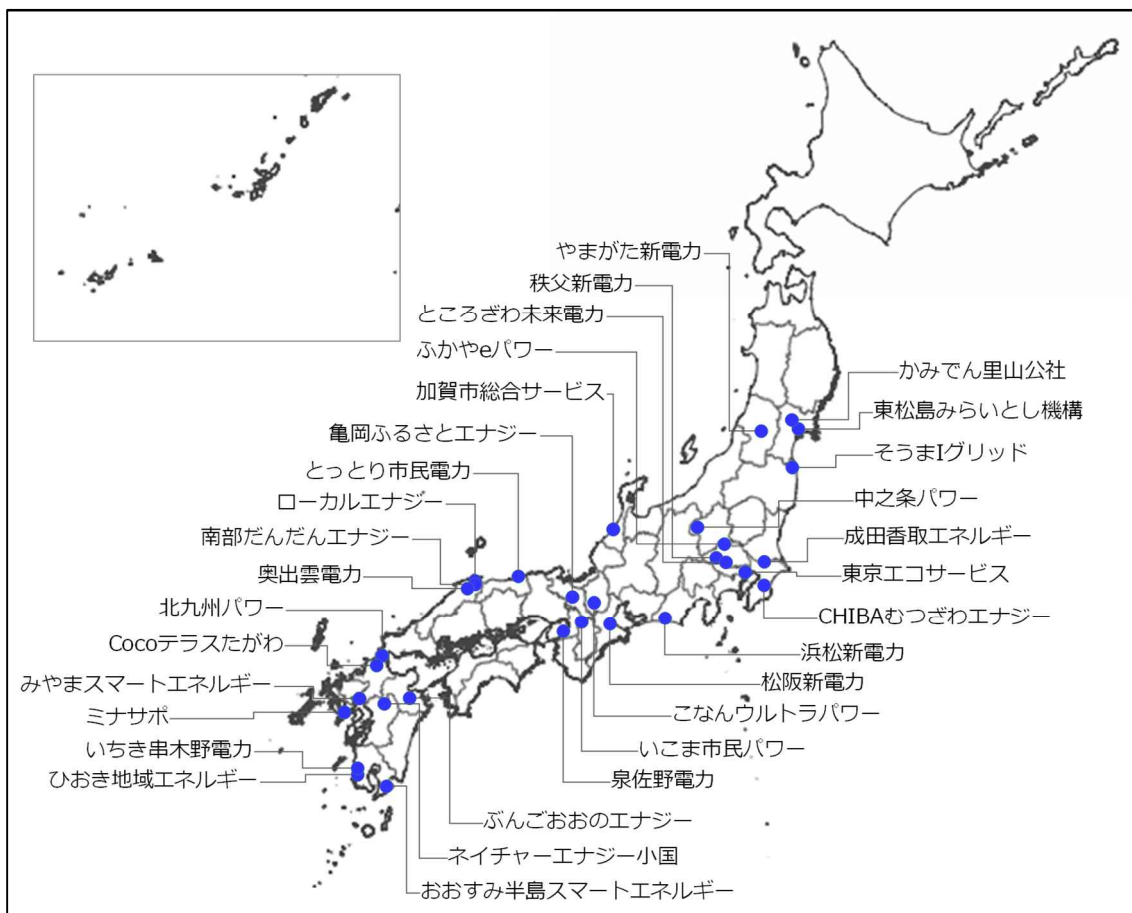 やまがた新電力
秩父新電力
ところざわ未来電力
ふかやeパワー
加賀市総合サービス
亀岡ふるさとエナジー
とっとり市民電力
ローカルエナジー
南部だんだんエナジー
奥出雲電力
北九州パワー
Cocoテラスたがわ
みやまスマートエネルギー
ミナサポ
いちき串木野電力
ひおき地域エネルギー
かみでん里山公社
東松島みらいとし機構
そうまIグリッド
中之条パワー
成田香取エネルギー
東京エコサービス
CHIBAむつざわエナジー
浜松新電力
松阪新電力
こなんウルトラパワー
いこま市民パワー
泉佐野電力
ぶんごおおのエナジー
ネイチャーエナジー小国
おおすみ半島スマートエネルギー